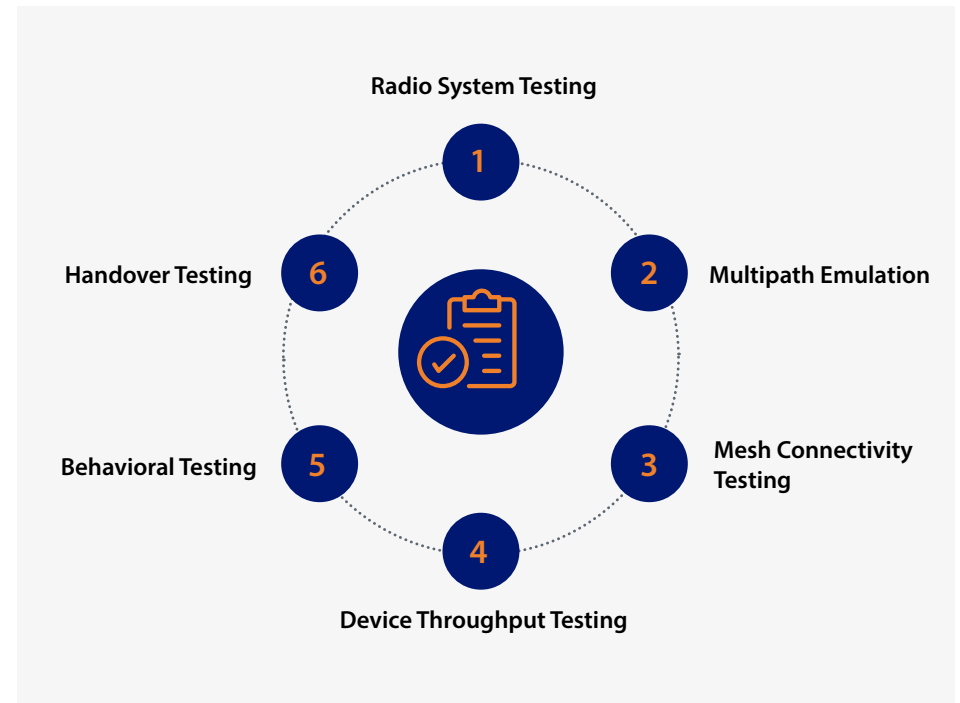 Radio System Testing
1
6
2
Handover Testing
Multipath Emulation
5
3
Behavioral Testing
Mesh Connectivity
Testing
4
Device Throughput Testing